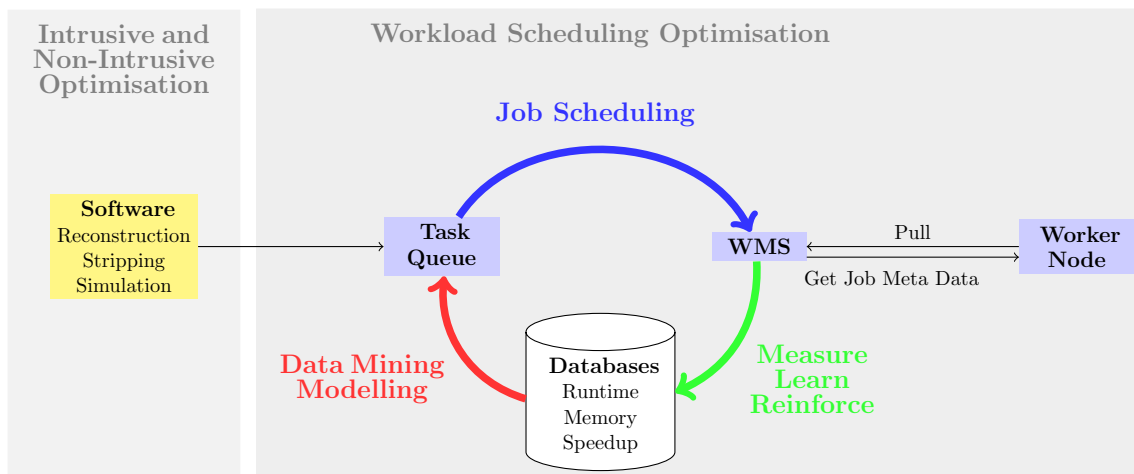 Intrusive and
Non-Intrusive
Optimisation
Workload Scheduling Optimisation
Job Scheduling
Software
Reconstruction
Stripping
Simulation
Task
Queue
WMS
Pull
Get Job Meta Data
Worker
Node
Data Mining
Modelling
Databases
Runtime
Memory
Speedup
Measure
Learn
Reinforce